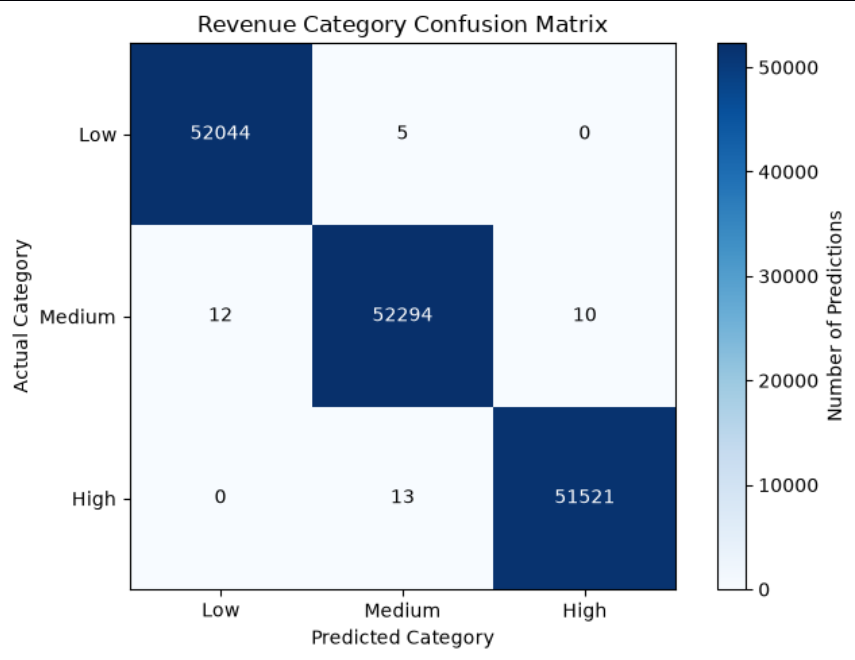 Revenue Category Confusion Matrix
Low
52044 5 0
Medium
12 52294 10
High
0 13 51521
Low Medium High
Predicted Category
Actual Category
50000
40000
30000
20000
10000
0
Number of Predictions